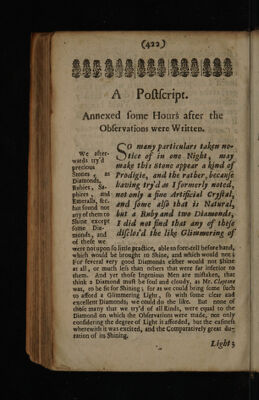 (422)
A Poſtſcript.
Annexed ſome Hours after the
Obſervations were Written.
SO many particulars taken no-
tice of in one Night, may
make this Stone appear a kind of
Prodigie, and the rather, becauſe
having try'd as I formerly noted,
not only a fine Artificial Cryſtal,
and ſome alſo that is Natural,
but a Ruby and two Diamonds,
I did not find that any of theſe
diſclos'd the like Glimmering of
We after-
wards try'd
precious
Stones, as
Diamonds,
Rubies, Sa-
phires, and
Emeralds, &c.
but found not
any of them to
Shine except
ſome Dia-
monds, and
of theſe we
were not upon ſo little practice, able to fore-tell before hand,
which would be brought to Shine, and which would not;
For ſeveral very good Diamonds either would not Shine
at all, or much leſs than others that were far inferior to
them. And yet thoſe Ingenious Men are miſtaken, that
think a Diamond muſt be foul and cloudy, as Mr. Claytons
was, to be fit for Shining; for as we could bring ſome ſuch
to afford a Glimmering Light, ſo with ſome clear and
excellent Diamonds, we could do the like. But none of
theſe many that we try'd of all Kinds, were equal to the
Diamond on which the Obſervations were made, not only
conſidering the degree of Light it afforded, but the eaſineſs
wherewith it was excited, and the Comparatively great du-
ration of its Shining.
Light;